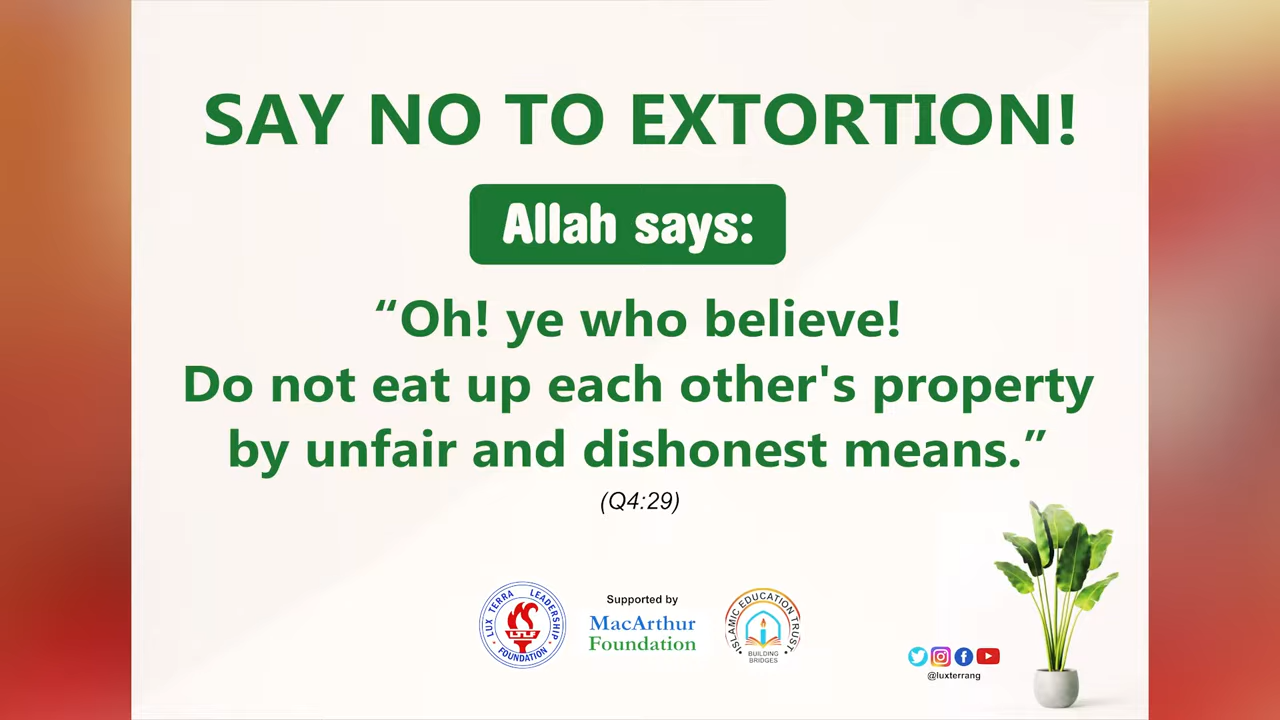 SAY NO TO EXTORTION!
Allah says:
“Oh! ye who believe!
Do not eat up each other's property
by unfair and dishonest means.”
(Q4:29)
LUX TERRA LEADERSHIP
FOUNDATION
Supported by
MacArthur
Foundation
ISLAMIC EDUCATION TRUST
BUILDING
BRIDGES
@luxterrang